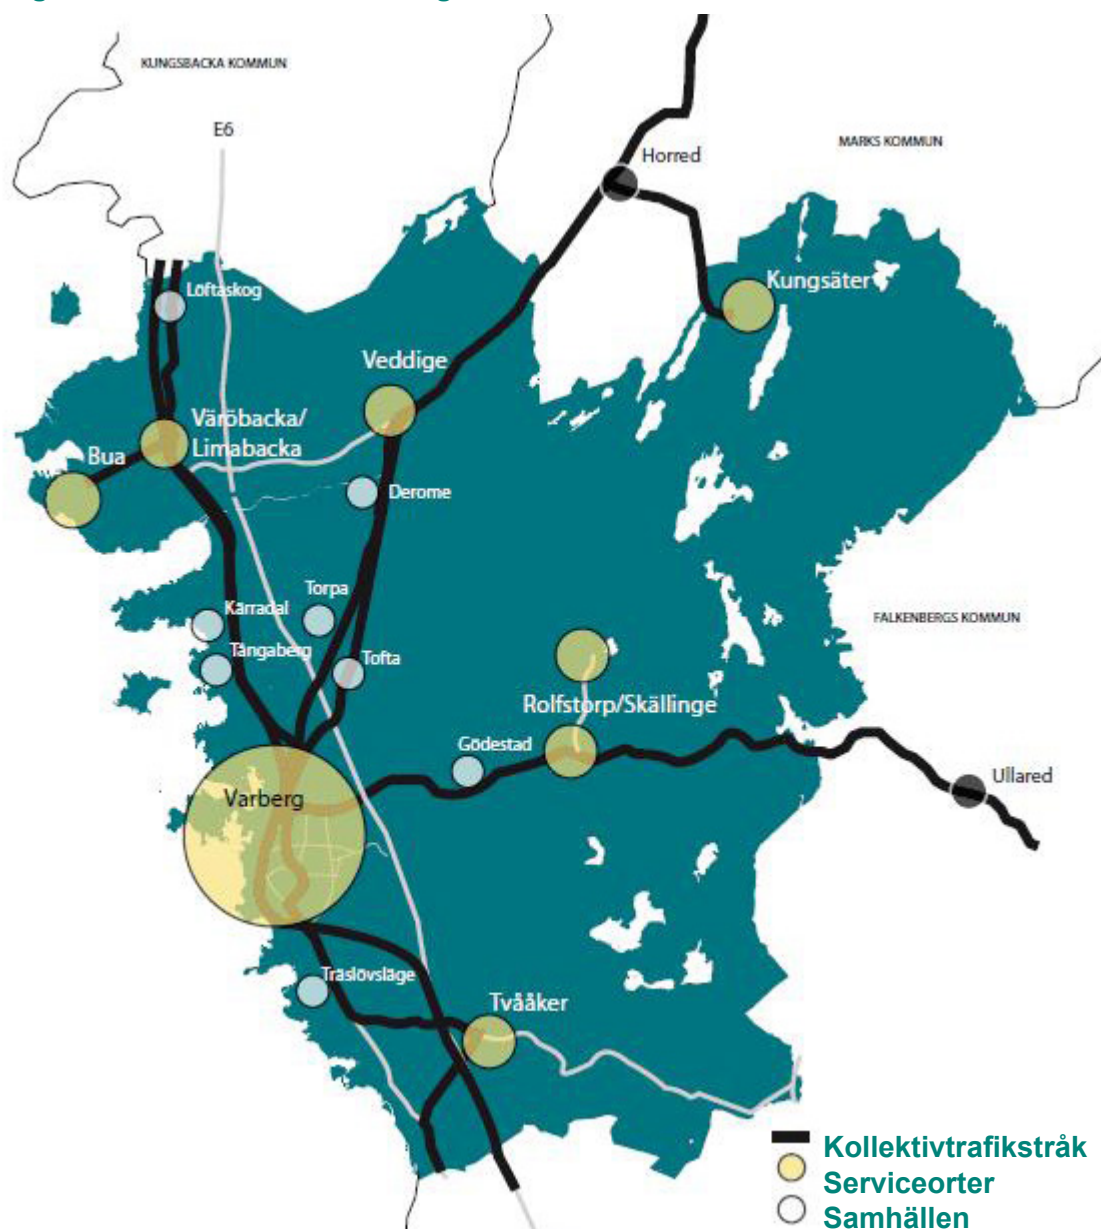 KUNGSBACKA KOMMUN
E6
MARKS KOMMUN
Horred
Kungsäter
Löftaskog
Veddige
Väröbacka/
Limabacka
Bua
Derome
Torpa
Kärradal
FALKENBERGS KOMMUN
Tångaberg
Tofta
Rolfstorp/Skällinge
Gödestad
Ullared
Varberg
Träslövsläge
Tvååker
Kollektivtrafikstråk
Serviceorter
Samhällen